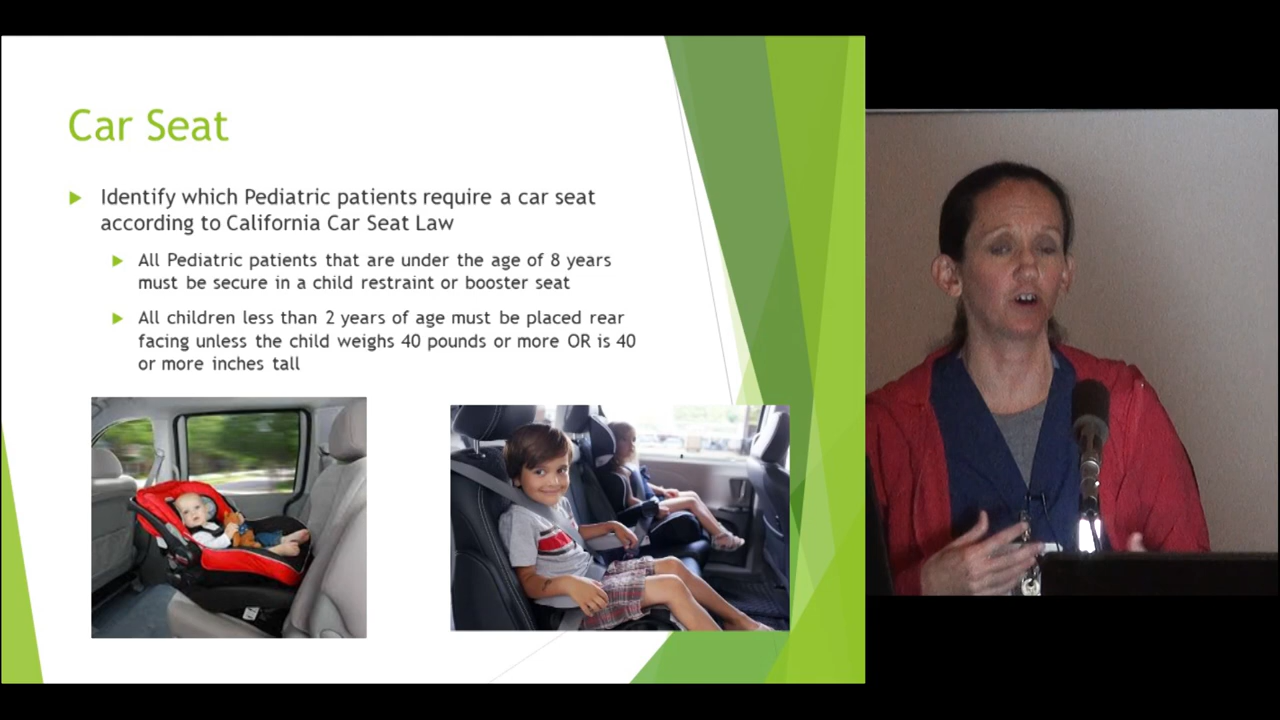 Car Seat
Identify which Pediatric patients require a car seat
according to California Car Seat Law
All Pediatric patients that are under the age of 8 years
must be secure in a child restraint or booster seat
All children less than 2 years of age must be placed rear
facing unless the child weighs 40 pounds or more OR is 40
or more inches tall